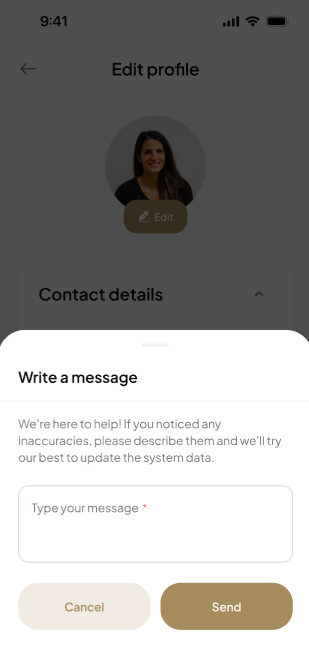 9:41
Edit profile
Edit
Contact details
Write a message
We're here to help! If you noticed any
inaccuracies, please describe them and we'll try
our best to update the system data.
Type your message *
Cancel
Send